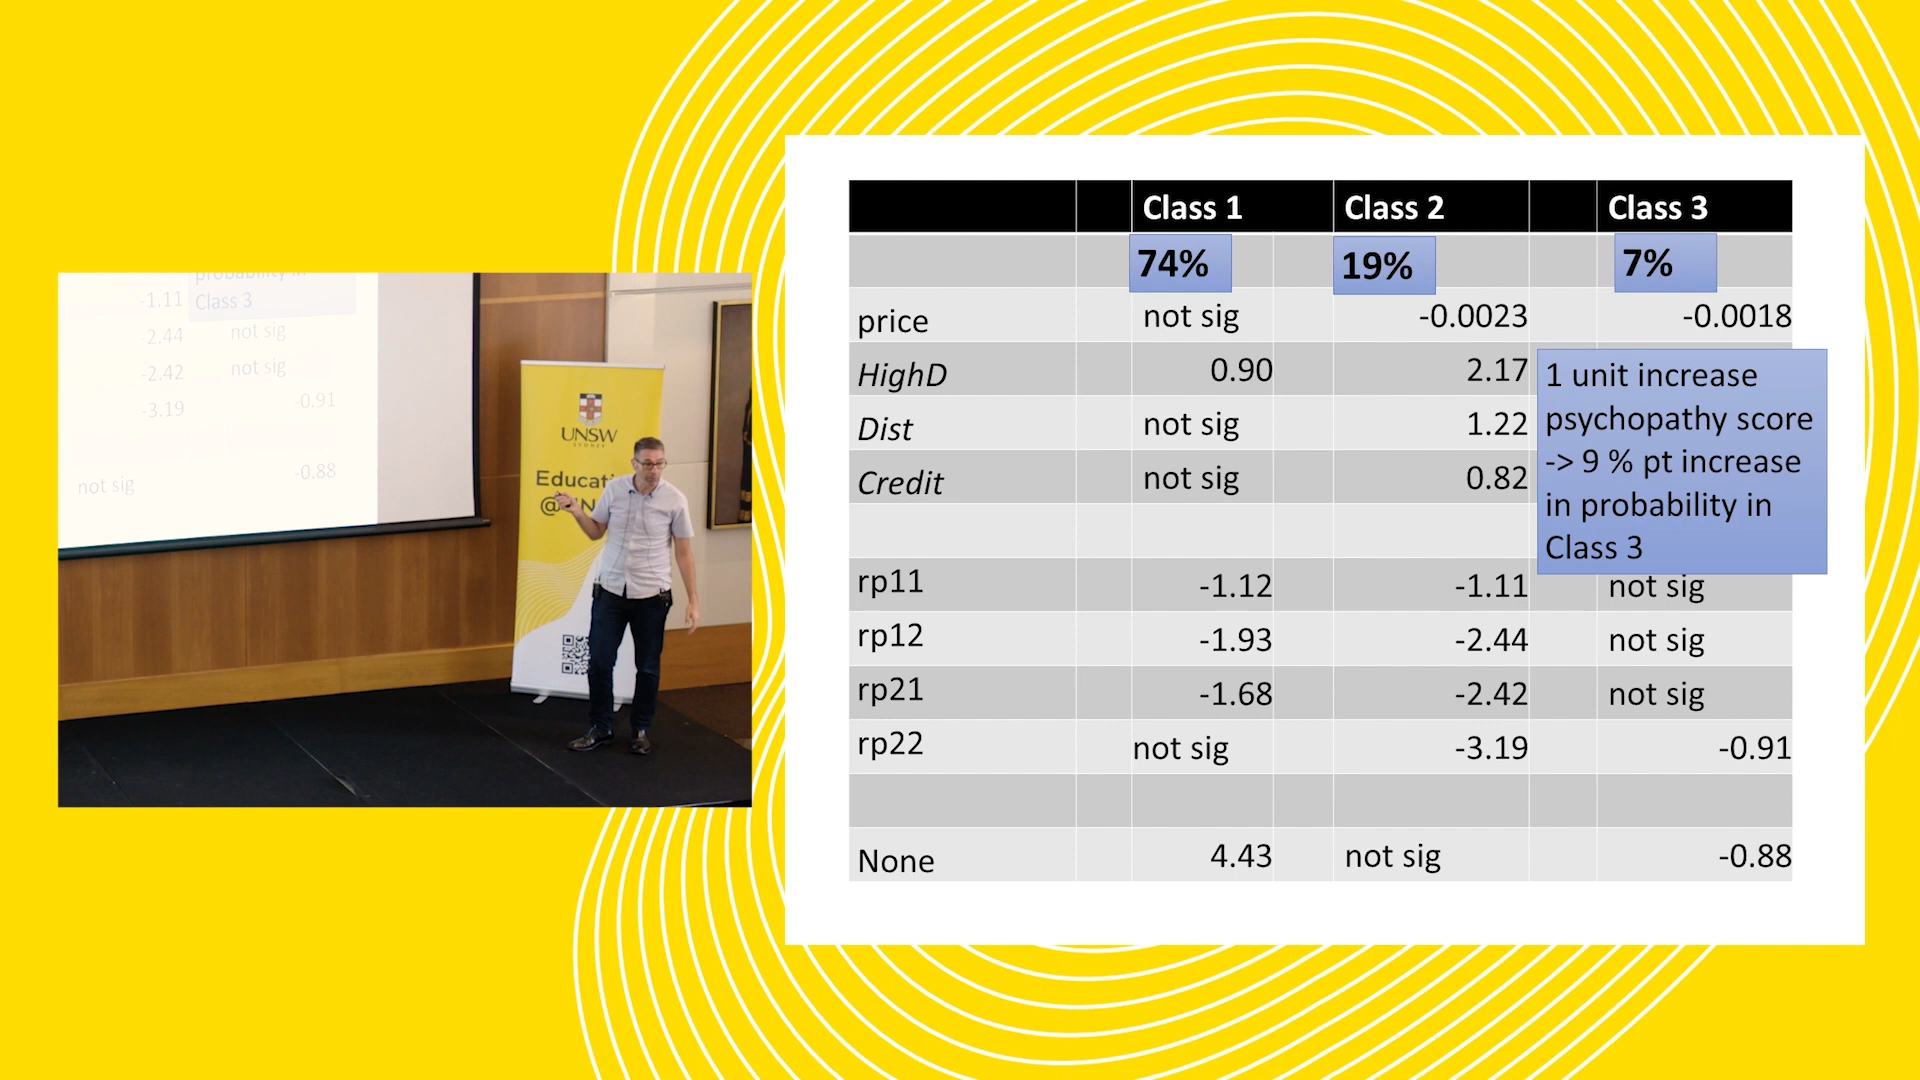 probability in
-1.11 Class 3
-2.44 not sig
-2.42 not sig
-3.19 -0.91
not sig -0.88
UNSW
SYDNEY
Class 1 Class 2 Class 3
74% 19% 7%
price not sig -0.0023 -0.0018
HighD 0.90 2.17
Dist not sig 1.22
Credit not sig 0.82
1 unit increase
psychopathy score
-> 9 % pt increase
in probability in
Class 3
rp11 -1.12 -1.11 not sig
rp12 -1.93 -2.44 not sig
rp21 -1.68 -2.42 not sig
rp22 not sig -3.19 -0.91
None 4.43 not sig -0.88